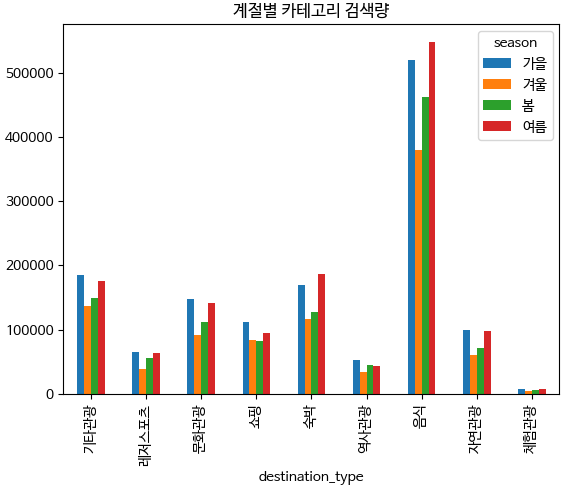 계절별 카테고리 검색량
season
가을
겨울
봄
여름
500000
400000
300000
200000
100000
0
기타관광
레저스포츠
문화관광
쇼핑
숙박
역사관광
음식
자연관광
체험관광
destination_type